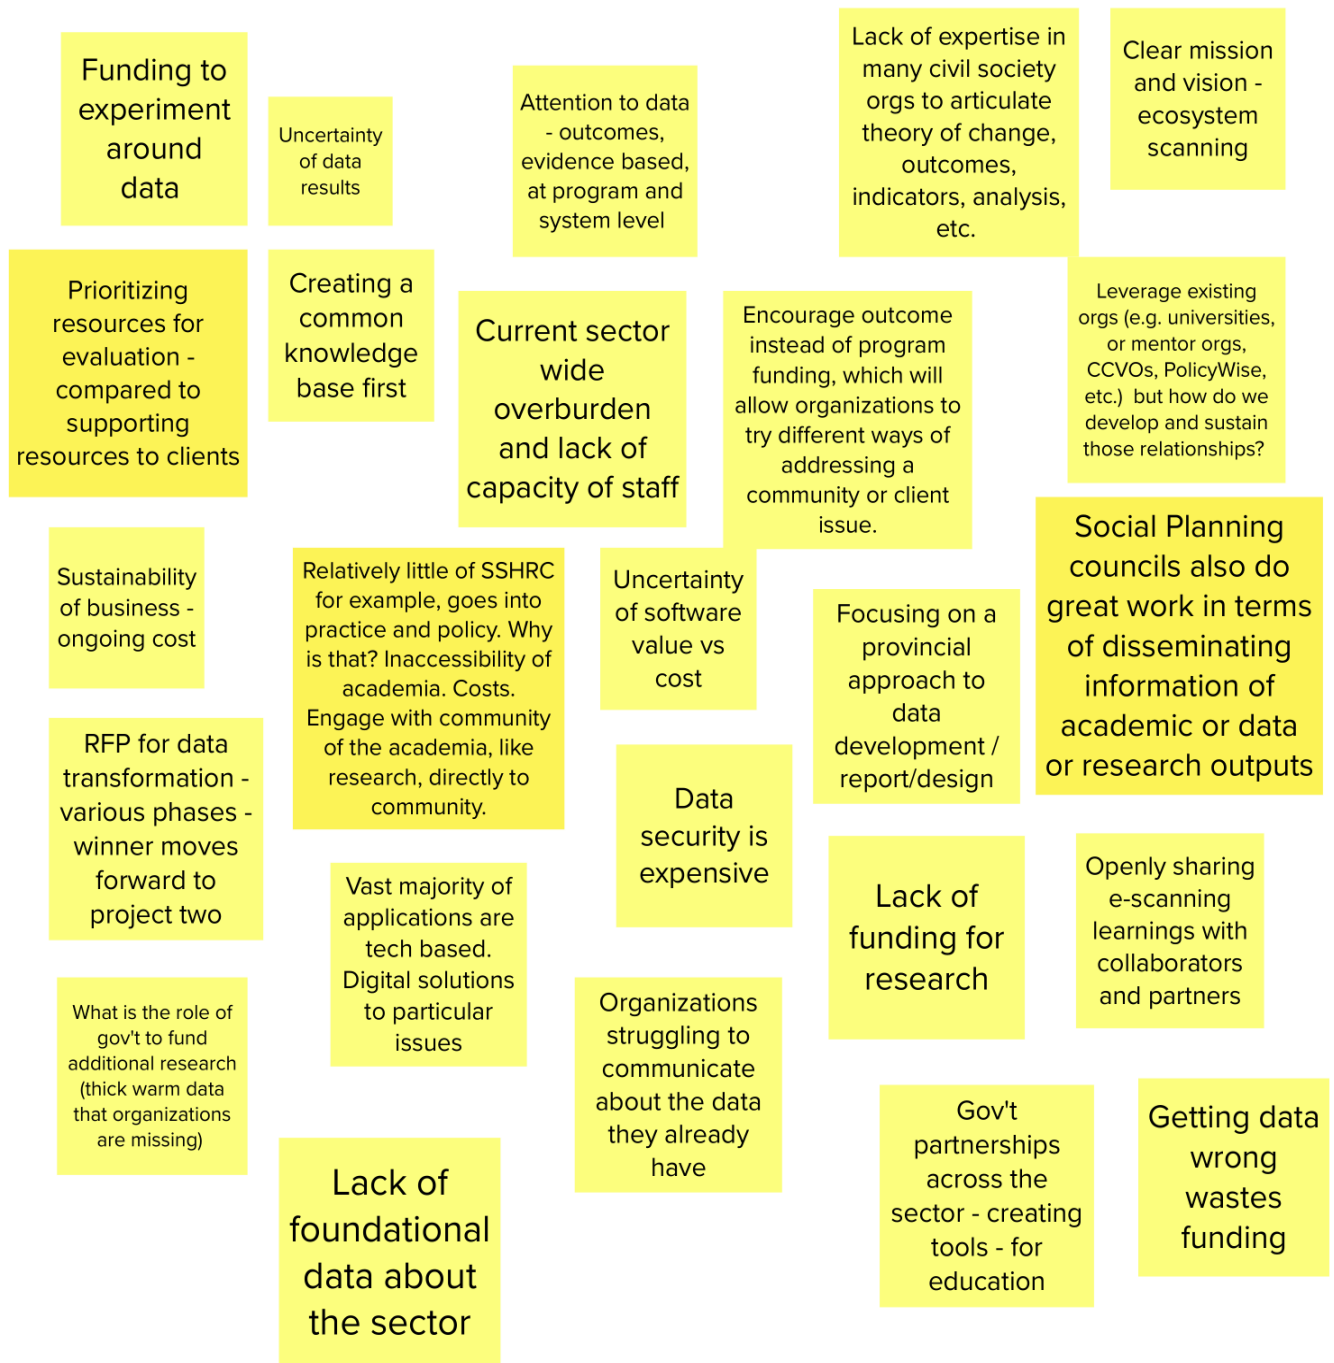 Funding to
experiment
around
data
Uncertainty
of data
results
Attention to data
- outcomes,
evidence based,
at program and
system level
Lack of expertise in
many civil society
orgs to articulate
theory of change,
outcomes,
indicators, analysis,
etc.
Clear mission
and vision -
ecosystem
scanning
Prioritizing
resources for
evaluation -
compared to
supporting
resources to clients
Creating a
common
knowledge
base first
Current sector
wide
overburden
and lack of
capacity of staff
Encourage outcome
instead of program
funding, which will
allow organizations to
try different ways of
addressing a
community or client
issue.
Leverage existing
orgs (e.g. universities,
or mentor orgs,
CCVOs, PolicyWise,
etc.) but how do we
develop and sustain
those relationships?
Sustainability
of business -
ongoing cost
Relatively little of SSHRC
for example, goes into
practice and policy. Why
is that? Inaccessibility of
academia. Costs.
Engage with community
of the academia, like
research, directly to
community.
Uncertainty
of software
value vs
cost
Focusing on a
provincial
approach to
data
development /
report/design
Social Planning
councils also do
great work in terms
of disseminating
information of
academic or data
or research outputs
RFP for data
transformation -
various phases -
winner moves
forward to
project two
Data
security is
expensive
Vast majority of
applications are
tech based.
Digital solutions
to particular
issues
Lack of
funding for
research
Openly sharing
e-scanning
learnings with
collaborators
and partners
What is the role of
gov't to fund
additional research
(thick warm data
that organizations
are missing)
Organizations
struggling to
communicate
about the data
they already
have
Lack of
foundational
data about
the sector
Gov't
partnerships
across the
sector - creating
tools - for
education
Getting data
wrong
wastes
funding